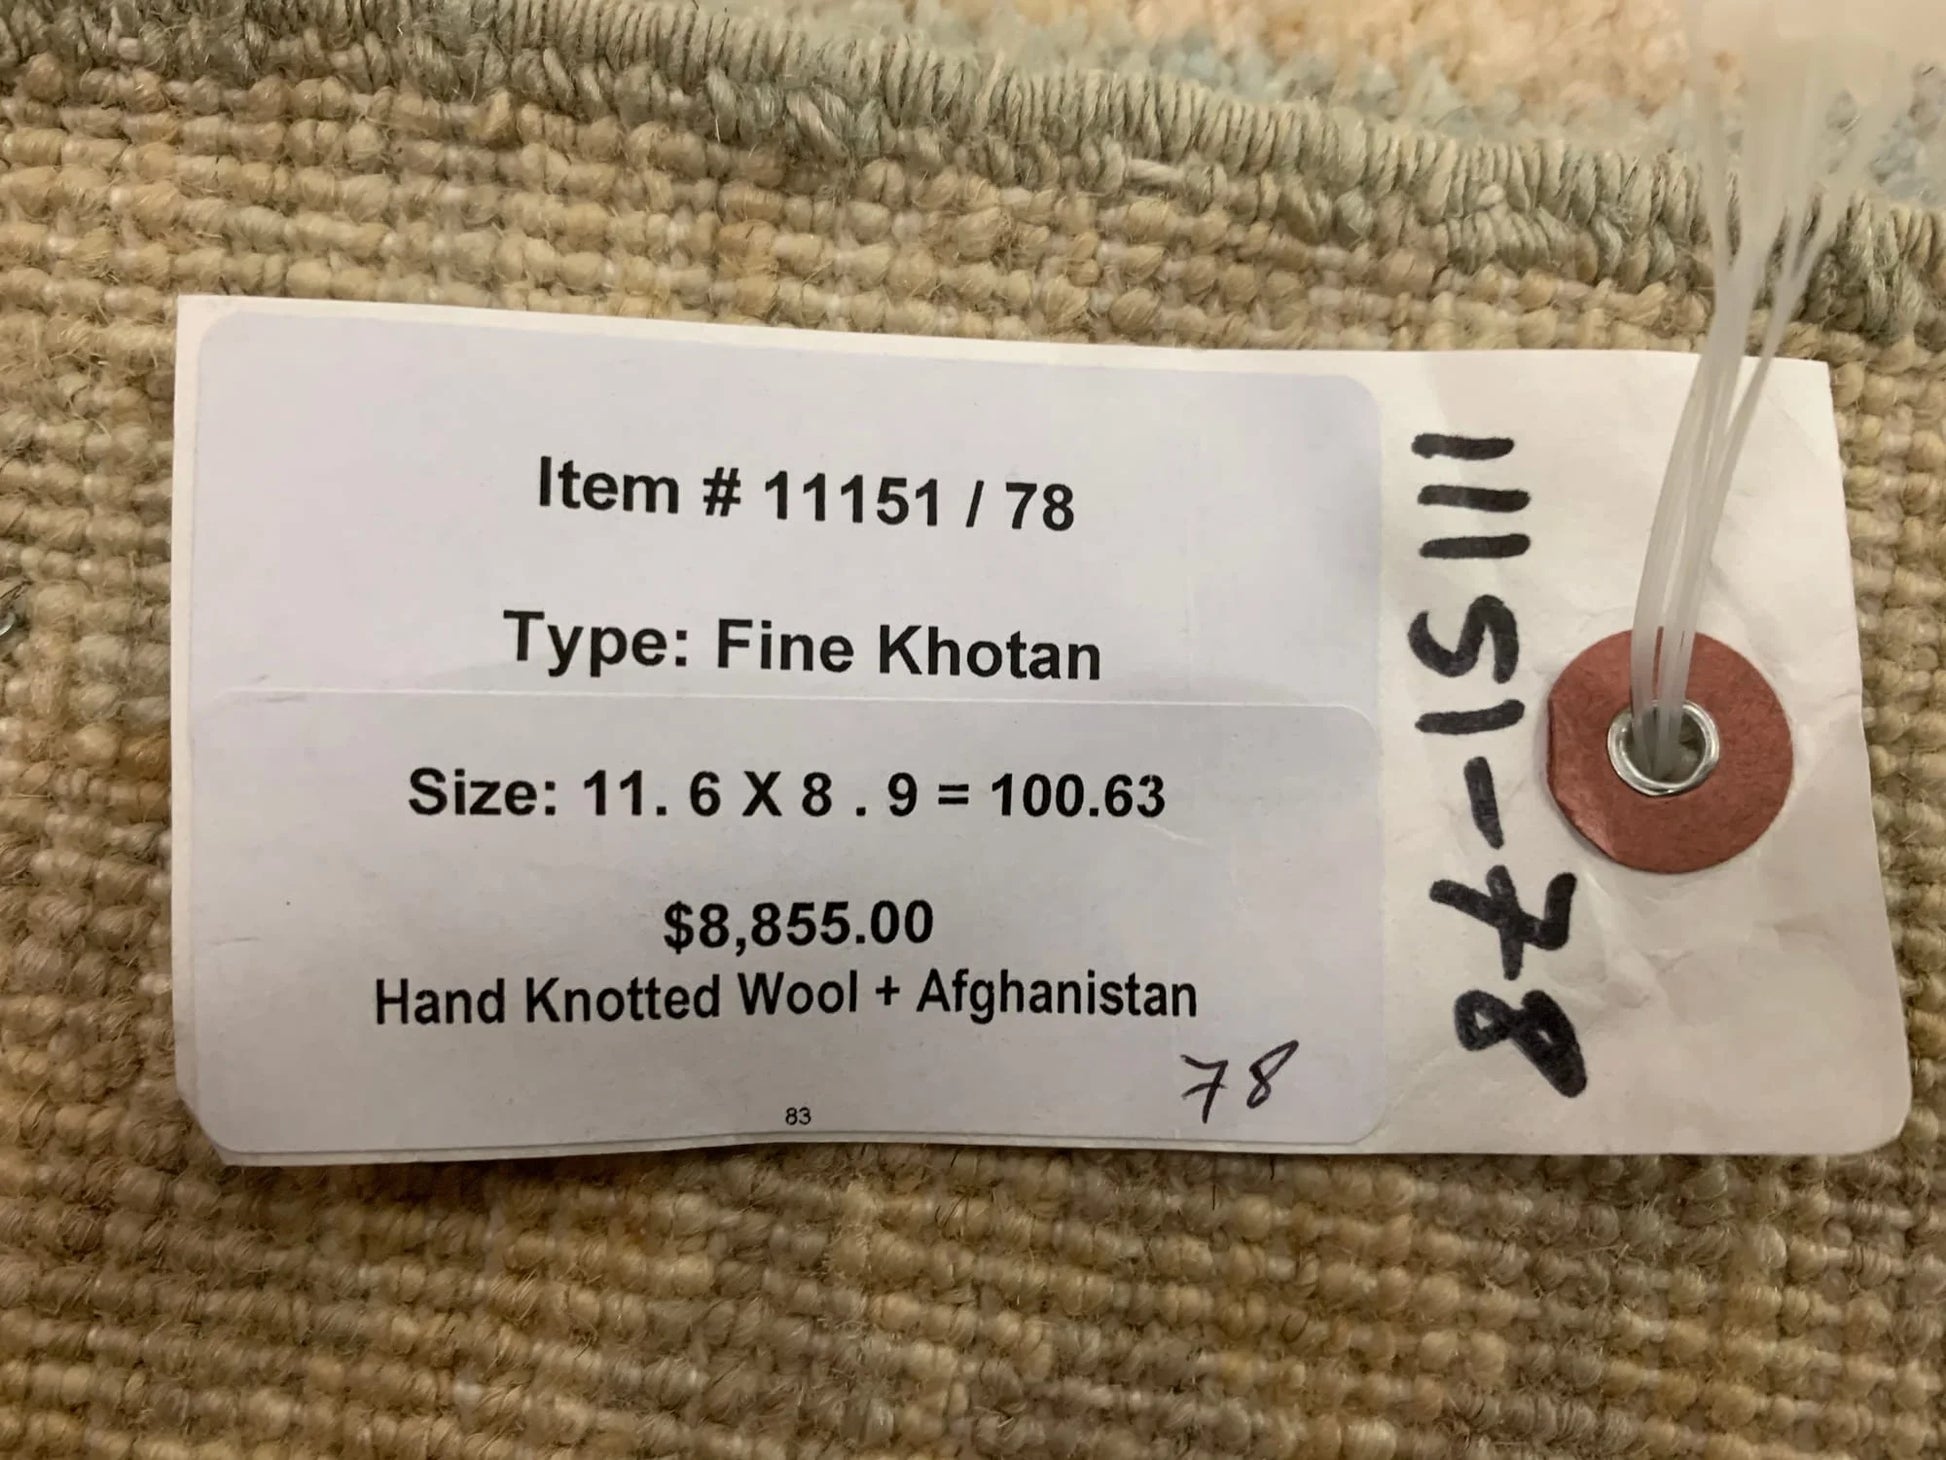 Item # 11151 / 78
Type: Fine Khotan
Size: 11. 6 X 8 . 9 = 100.63
$8,855.00
Hand Knotted Wool + Afghanistan
78
83
11151-78